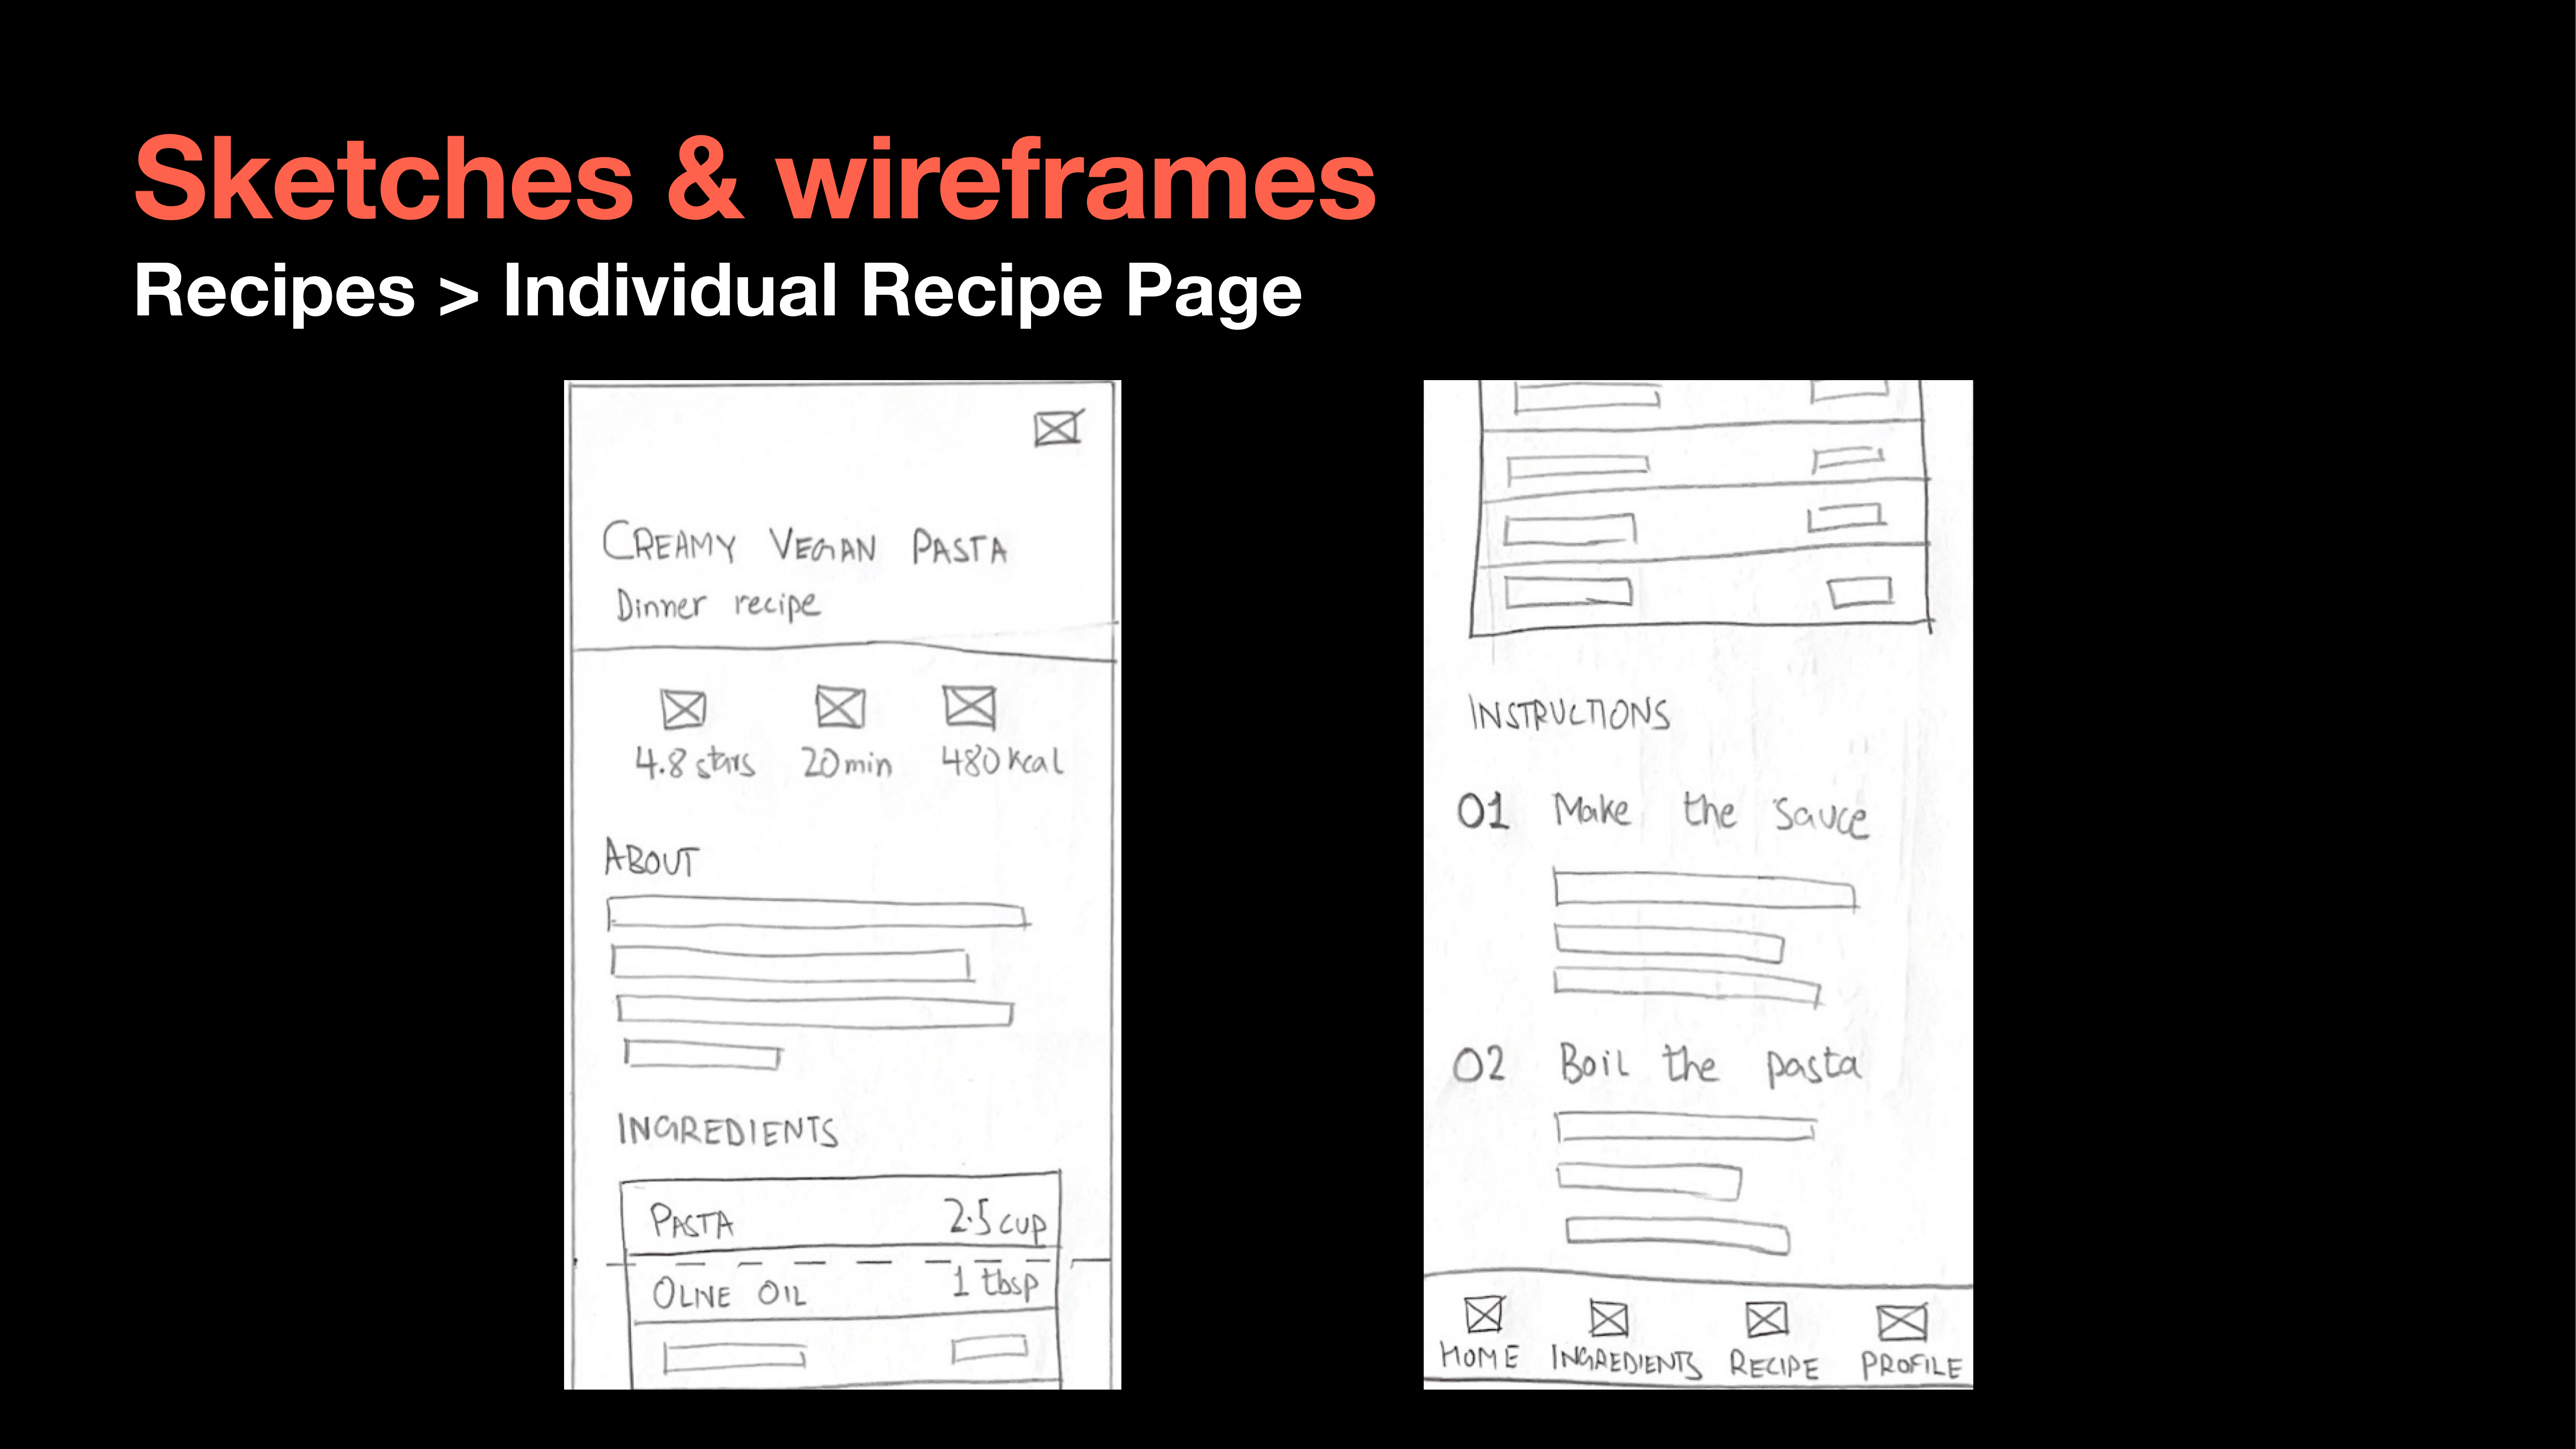 Sketches & wireframes
Recipes > Individual Recipe Page
CREAMY VEGAN PASTA
Dinner recipe
4.8 stars 20 min 480 kcal
ABOUT
INGREDIENTS
PASTA 2.5 cup
OLIVE OIL 1 tbsp
INSTRUCTIONS
01 Make the sauce
02 Boil the pasta
HOME INGREDIENTS RECIPE PROFILE